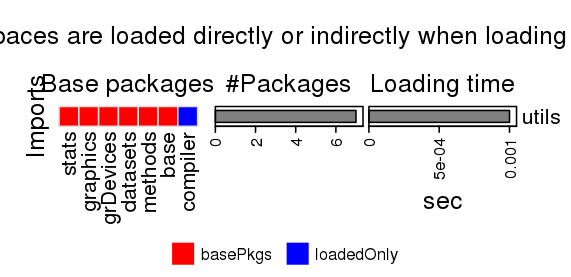 paces are loaded directly or indirectly when loading
Base packages #Packages Loading time
Imports
utils
0 2 4 6 0 5e-04 0.001
stats graphics grDevices datasets methods base compiler
sec
basePkgs loadedOnly